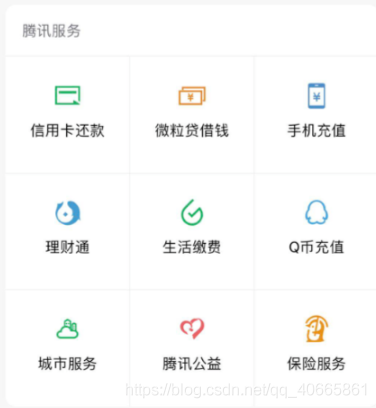 腾讯服务
信用卡还款 微粒贷借钱 手机充值
理财通 生活缴费 Q币充值
城市服务 腾讯公益 保险服务
https://blog.csdn.net/qq_40665861